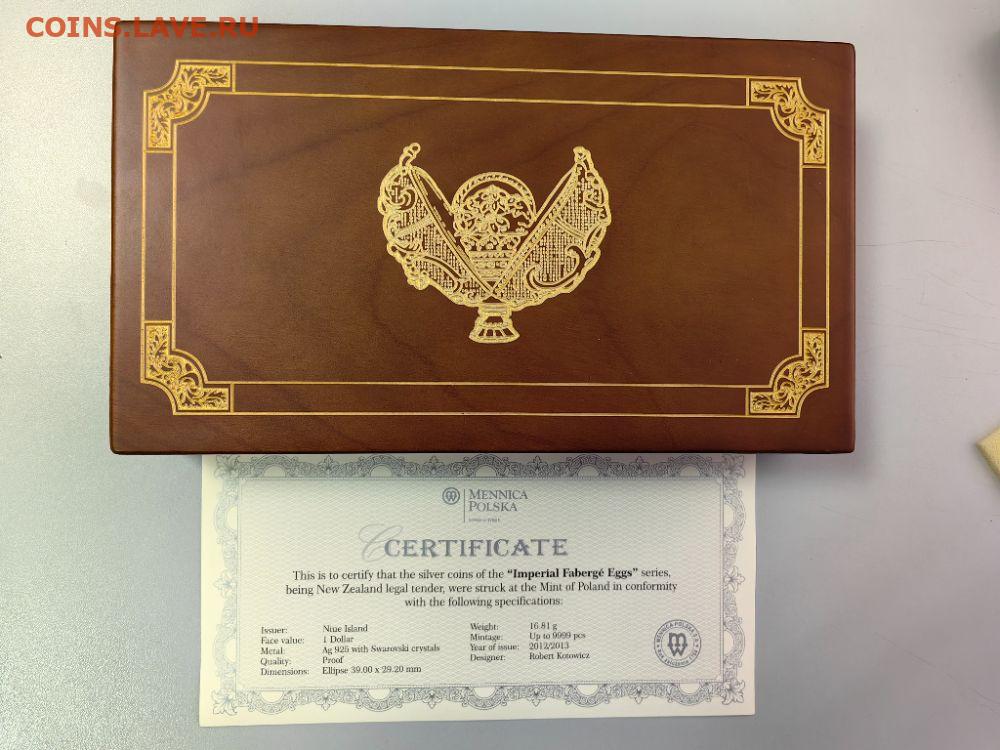 COINS.LAVE.RU
MENNICA
POLSKA
CERTIFICATE
This is to certify that the silver coins of the “Imperial Fabergé Eggs” series,
being New Zealand legal tender, were struck at the Mint of Poland in conformity
with the following specifications:
Issuer: Niue Island
Face value: 1 Dollar
Metal: Ag 925 with Swarovski crystals
Quality: Proof
Dimensions: Ellipse 39.00 x 29.20 mm
Weight: 16.81 g
Mintage: Up to 9999 pcs
Year of issue: 2012/2013
Designer: Robert Kotowicz
MENNICA POLSKA S.A.